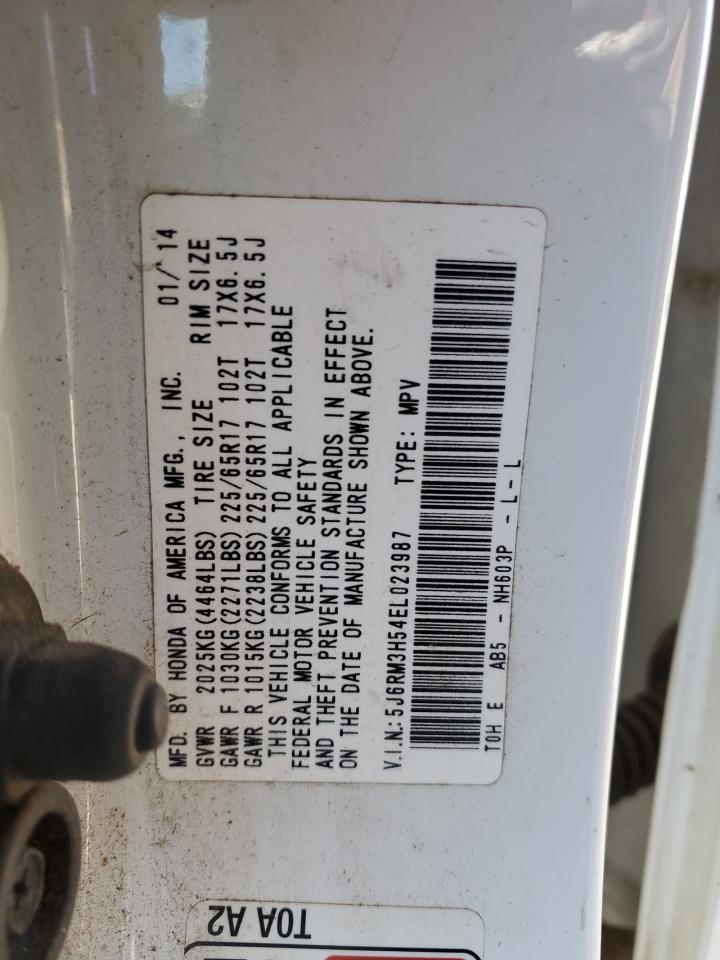 MFD. BY HONDA OF AMERICA MFG., INC. 01/14
GVWR 2025KG(4464LBS) TIRE SIZE RIM SIZE
GAWR F 1030KG(2271LBS) 225/65R17 102T 17X6.5J
GAWR R 1015KG(2238LBS) 225/65R17 102T 17X6.5J
THIS VEHICLE CONFORMS TO ALL APPLICABLE
FEDERAL MOTOR VEHICLE SAFETY
AND THEFT PREVENTION STANDARDS IN EFFECT
ON THE DATE OF MANUFACTURE SHOWN ABOVE.
V.I.N.: 5J6RM3H54EL023987 TYPE: MPV
T0H E AB5 - NH603P - L-L
T0A A2